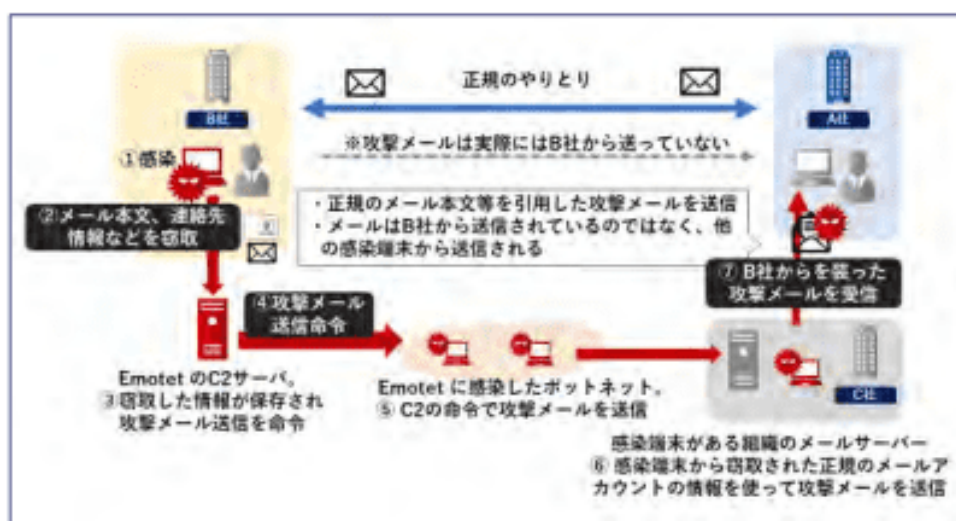 正規のやりとり
B社
A社
※攻撃メールは実際にはB社から送っていない
①感染
・正規のメール本文等を引用した攻撃メールを送信
・メールはB社から送信されているのではなく、他
の感染端末から送信される
②メール本文、連絡先
情報などを窃取
⑦ B社からを装った
攻撃メールを受信
④攻撃メール
送信命令
Emotet のC2サーバ。
③窃取した情報が保存され
攻撃メール送信を命令
Emotet に感染したボットネット。
⑤ C2の命令で攻撃メールを送信
C社
感染端末がある組織のメールサーバー
⑥ 感染端末から窃取された正規のメールア
カウントの情報を使って攻撃メールを送信